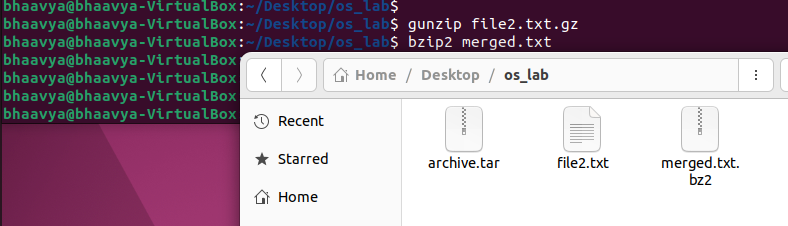 bhaavya@bhaavya-VirtualBox:~/Desktop/os_lab$
bhaavya@bhaavya-VirtualBox:~/Desktop/os_lab$ gunzip file2.txt.gz
bhaavya@bhaavya-VirtualBox:~/Desktop/os_lab$ bzip2 merged.txt
bhaavya@bhaavya-VirtualBox
bhaavya@bhaavya-VirtualBox
bhaavya@bhaavya-VirtualBox
bhaavya@bhaavya-VirtualBox
Home / Desktop / os_lab
Recent
Starred
Home
archive.tar
file2.txt
merged.txt.
bz2